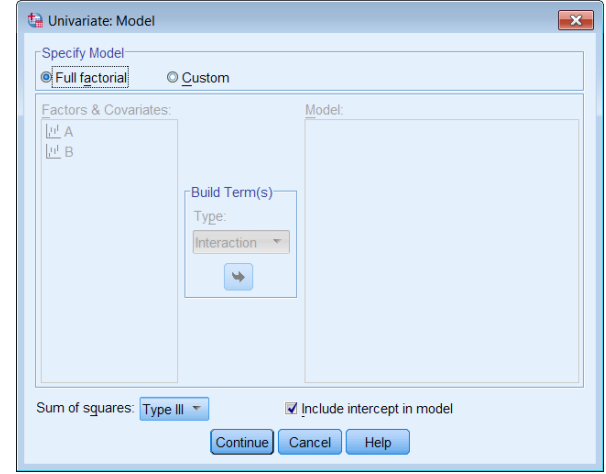 Univariate: Model
Specify Model
Full factorial Custom
Factors & Covariates:
Model:
A
B
Build Term(s)
Type:
Interaction
Sum of squares: Type III Include intercept in model
Continue Cancel Help